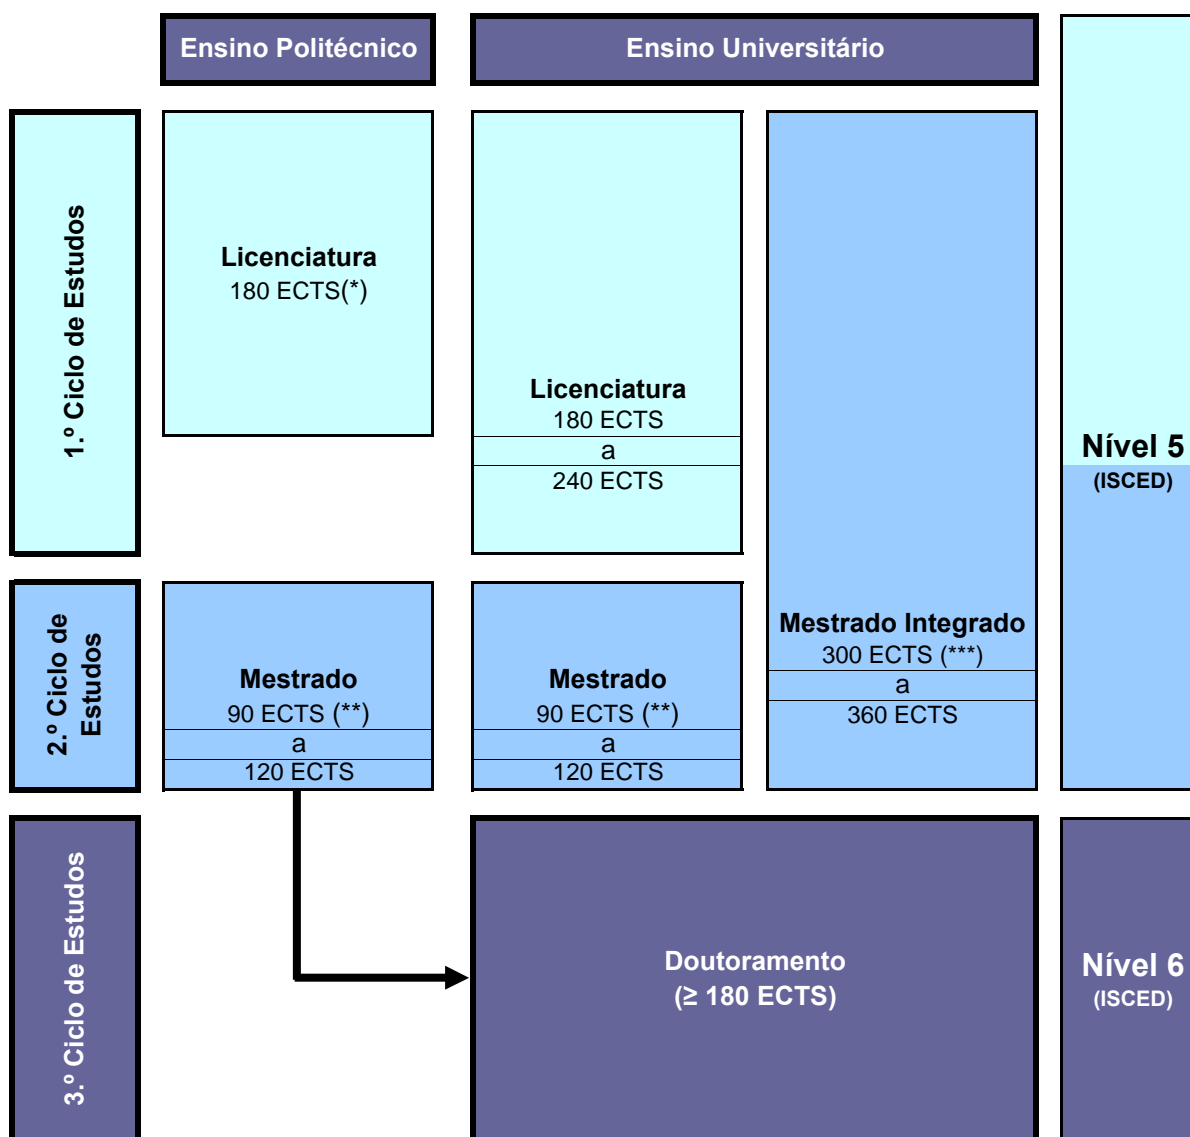 Ensino Politécnico
Ensino Universitário
1.º Ciclo de Estudos
Licenciatura
180 ECTS(*)
Licenciatura
180 ECTS
a
240 ECTS
Nível 5
(ISCED)
2.º Ciclo de
Estudos
Mestrado
90 ECTS (**)
a
120 ECTS
Mestrado
90 ECTS (**)
a
120 ECTS
Mestrado Integrado
300 ECTS (***)
a
360 ECTS
3.º Ciclo de Estudos
Doutoramento
(≥ 180 ECTS)
Nível 6
(ISCED)